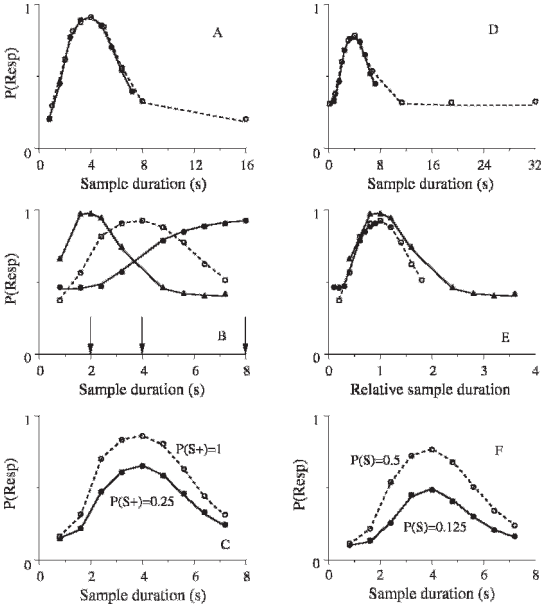 1
A
P(Resp)
0
0 4 8 12 16
Sample duration (s)
1
D
P(Resp)
0
0 8 16 24 32
Sample duration (s)
1
P(Resp)
B
0
0 2 4 6 8
Sample duration (s)
1
P(Resp)
E
0
0 1 2 3 4
Relative sample duration
1
P(S+)=1
P(Resp)
P(S+)=0.25
C
0
0 2 4 6 8
Sample duration (s)
1
F
P(S)=0.5
P(Resp)
P(S)=0.125
0
0 2 4 6 8
Sample duration (s)